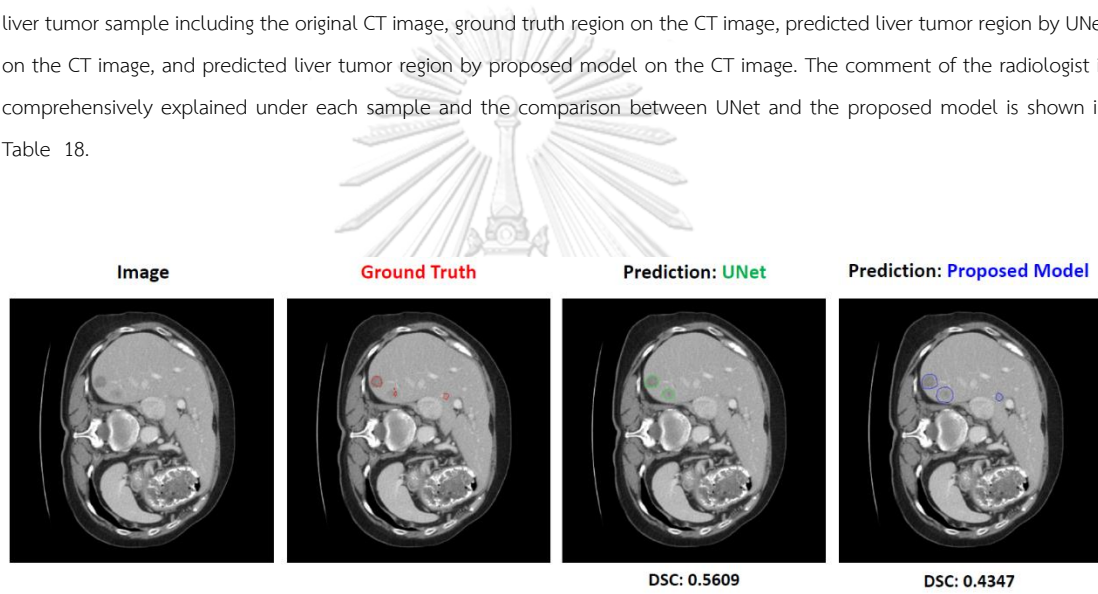 liver tumor sample including the original CT image, ground truth region on the CT image, predicted liver tumor region by UNe
on the CT image, and predicted liver tumor region by proposed model on the CT image. The comment of the radiologist i
comprehensively explained under each sample and the comparison between UNet and the proposed model is shown i
Table 18.
Image Ground Truth Prediction: UNet Prediction: Proposed Model
DSC: 0.5609 DSC: 0.4347